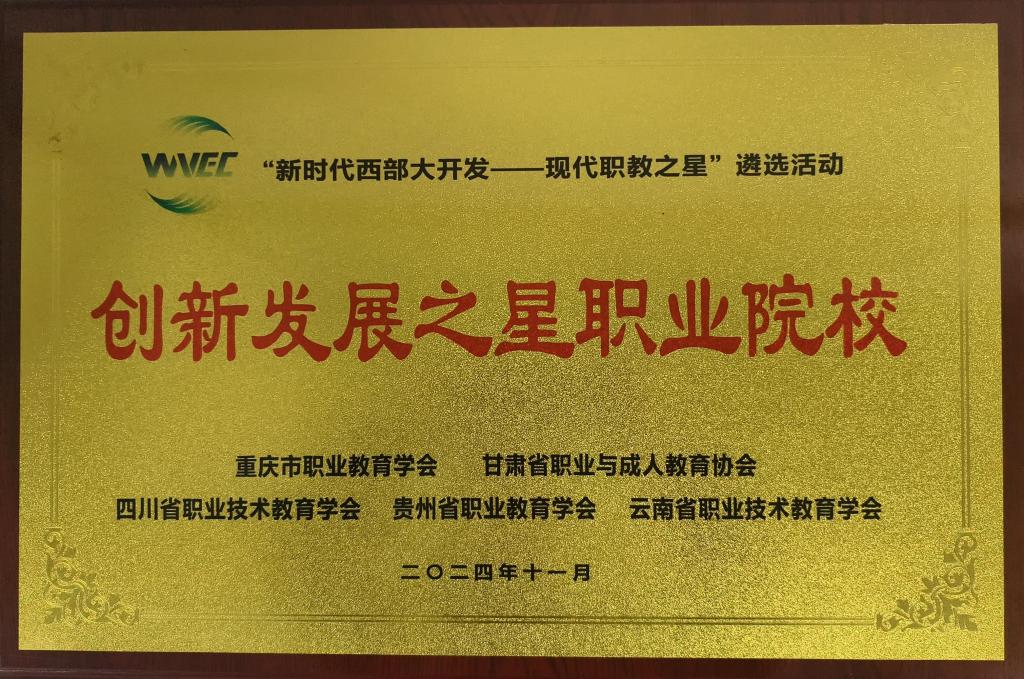 WVEC
“新时代西部大开发——现代职教之星”遴选活动
创新发展之星职业院校
重庆市职业教育学会 甘肃省职业与成人教育协会
四川省职业技术教育学会 贵州省职业教育学会 云南省职业技术教育学会
二〇二四年十一月